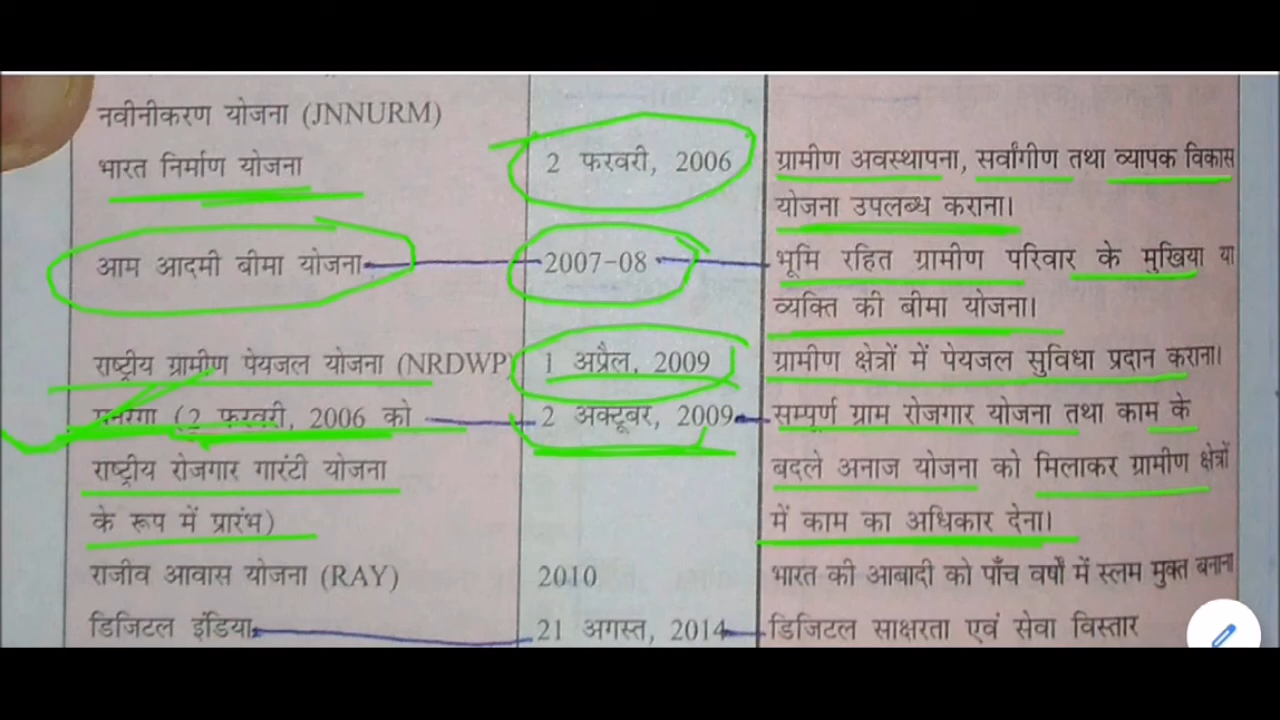 नवीनीकरण योजना (JNNURM)
भारत निर्माण योजना 2 फरवरी, 2006 ग्रामीण अवस्थापना, सर्वांगीण तथा व्यापक विकास
योजना उपलब्ध कराना।
आम आदमी बीमा योजना 2007-08 भूमि रहित ग्रामीण परिवार के मुखिया या
व्यक्ति की बीमा योजना।
राष्ट्रीय ग्रामीण पेयजल योजना (NRDWP) 1 अप्रैल, 2009 ग्रामीण क्षेत्रों में पेयजल सुविधा प्रदान कराना।
मनरेगा (2 फरवरी, 2006 को 2 अक्टूबर, 2009 सम्पूर्ण ग्राम रोजगार योजना तथा काम के
राष्ट्रीय रोजगार गारंटी योजना बदले अनाज योजना को मिलाकर ग्रामीण क्षेत्रों
के रूप में प्रारंभ) में काम का अधिकार देना।
राजीव आवास योजना (RAY) 2010 भारत की आबादी को पाँच वर्षों में स्लम मुक्त बनाना
डिजिटल इंडिया 21 अगस्त, 2014 डिजिटल साक्षरता एवं सेवा विस्तार